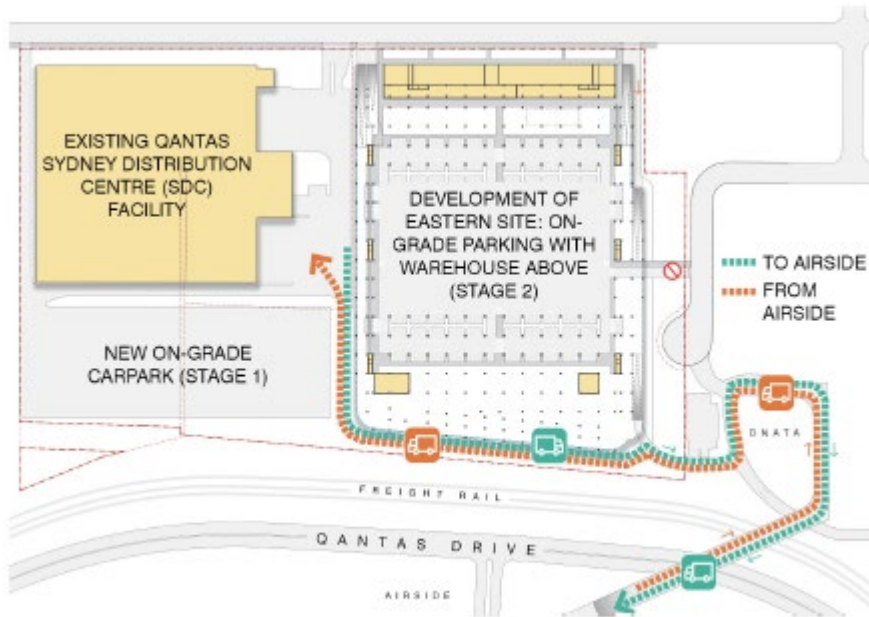 EXISTING QANTAS
SYDNEY DISTRIBUTION
CENTRE (SDC)
FACILITY
DEVELOPMENT OF
EASTERN SITE: ON-
GRADE PARKING WITH
WAREHOUSE ABOVE
(STAGE 2)
TO AIRSIDE
FROM
AIRSIDE
NEW ON-GRADE
CARPARK (STAGE 1)
DNATA
FREIGHT RAIL
QANTAS DRIVE
AIRSIDE